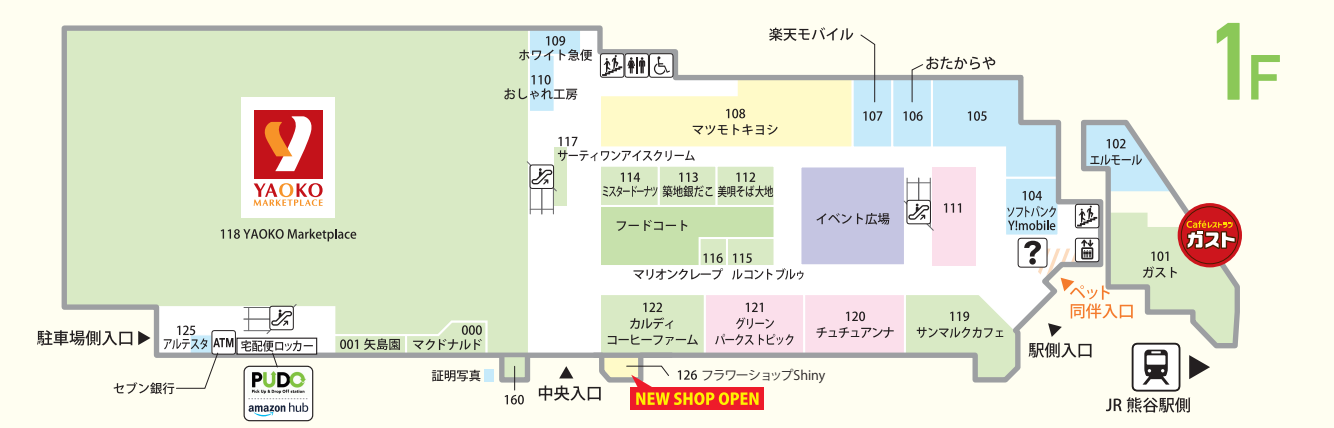 1F
楽天モバイル
おたからや
109
ホワイト急便
110
おしゃれ工房
108
マツモトキヨシ
107
106
105
102
エルモール
117
サーティワンアイスクリーム
YAOKO
MARKETPLACE
118 YAOKO Marketplace
114
ミスタードーナツ
113
築地銀だこ
112
美唄そば大地
フードコート
116
115
マリオンクレープ
ルコントブルゥ
イベント広場
111
104
ソフトバンク
Y!mobile
?
Caféレストラン
ガスト
101
ガスト
ペット
同伴入口
駐車場側入口
125
アルテスタ
ATM
宅配便ロッカー
セブン銀行
PUDO
Pick Up & Drop Off station
amazon hub
001 矢島園
000
マクドナルド
証明写真
160
中央入口
122
カルディ
コーヒーファーム
121
グリーン
パークストピック
120
チュチュアンナ
119
サンマルクカフェ
126 フラワーショップShiny
NEW SHOP OPEN
駅側入口
JR 熊谷駅側